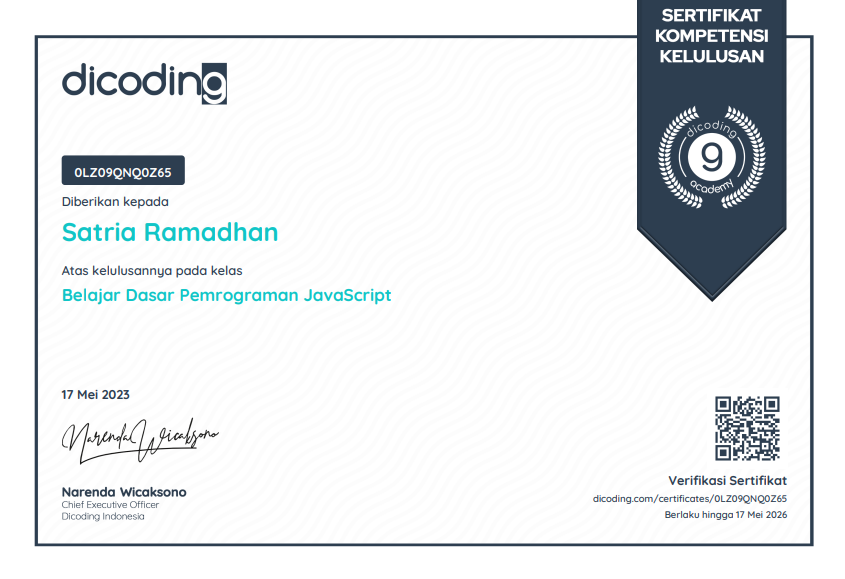 SERTIFIKAT
KOMPETENSI
KELULUSAN
dicoding
dicoding
9
academy
0LZ09QNQ0Z65
Diberikan kepada
Satria Ramadhan
Atas kelulusannya pada kelas
Belajar Dasar Pemrograman JavaScript
17 Mei 2023
Narenda Wicaksono
Narenda Wicaksono
Chief Executive Officer
Dicoding Indonesia
Verifikasi Sertifikat
dicoding.com/certificates/0LZ09QNQ0Z65
Berlaku hingga 17 Mei 2026